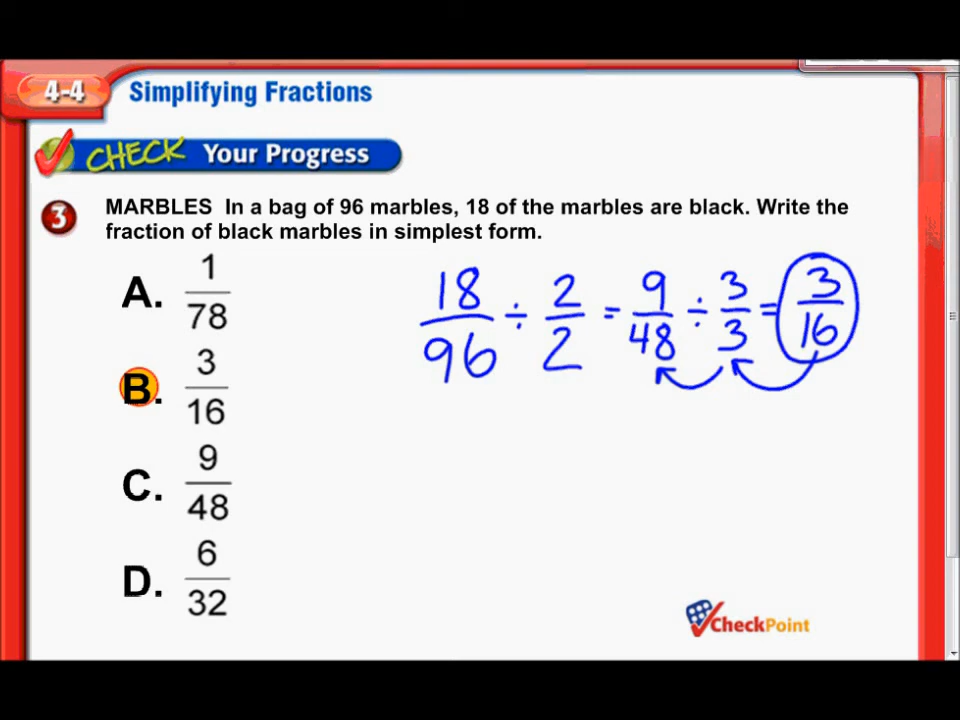 4-4 Simplifying Fractions
CHECK Your Progress
3 MARBLES In a bag of 96 marbles, 18 of the marbles are black. Write the
fraction of black marbles in simplest form.
A. 1/78
B. 3/16
C. 9/48
D. 6/32
18/96 ÷ 2/2 = 9/48 ÷ 3/3 = 3/16
CheckPoint